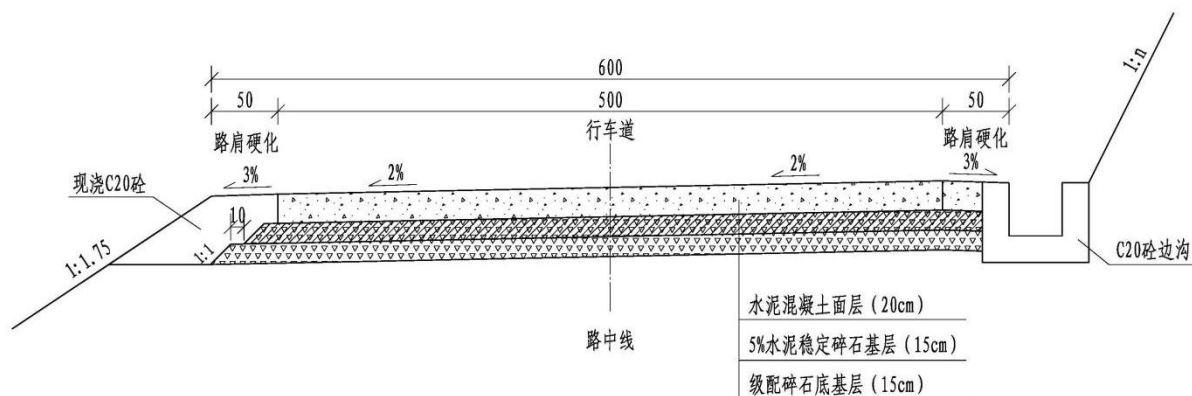 600
50
500
50
路肩硬化
行车道
路肩硬化
1:n
现浇C20砼
3%
2%
2%
3%
10
1:1
1:1.75
C20砼边沟
水泥混凝土面层(20cm)
路中线
5%水泥稳定碎石基层(15cm)
级配碎石底基层(15cm)